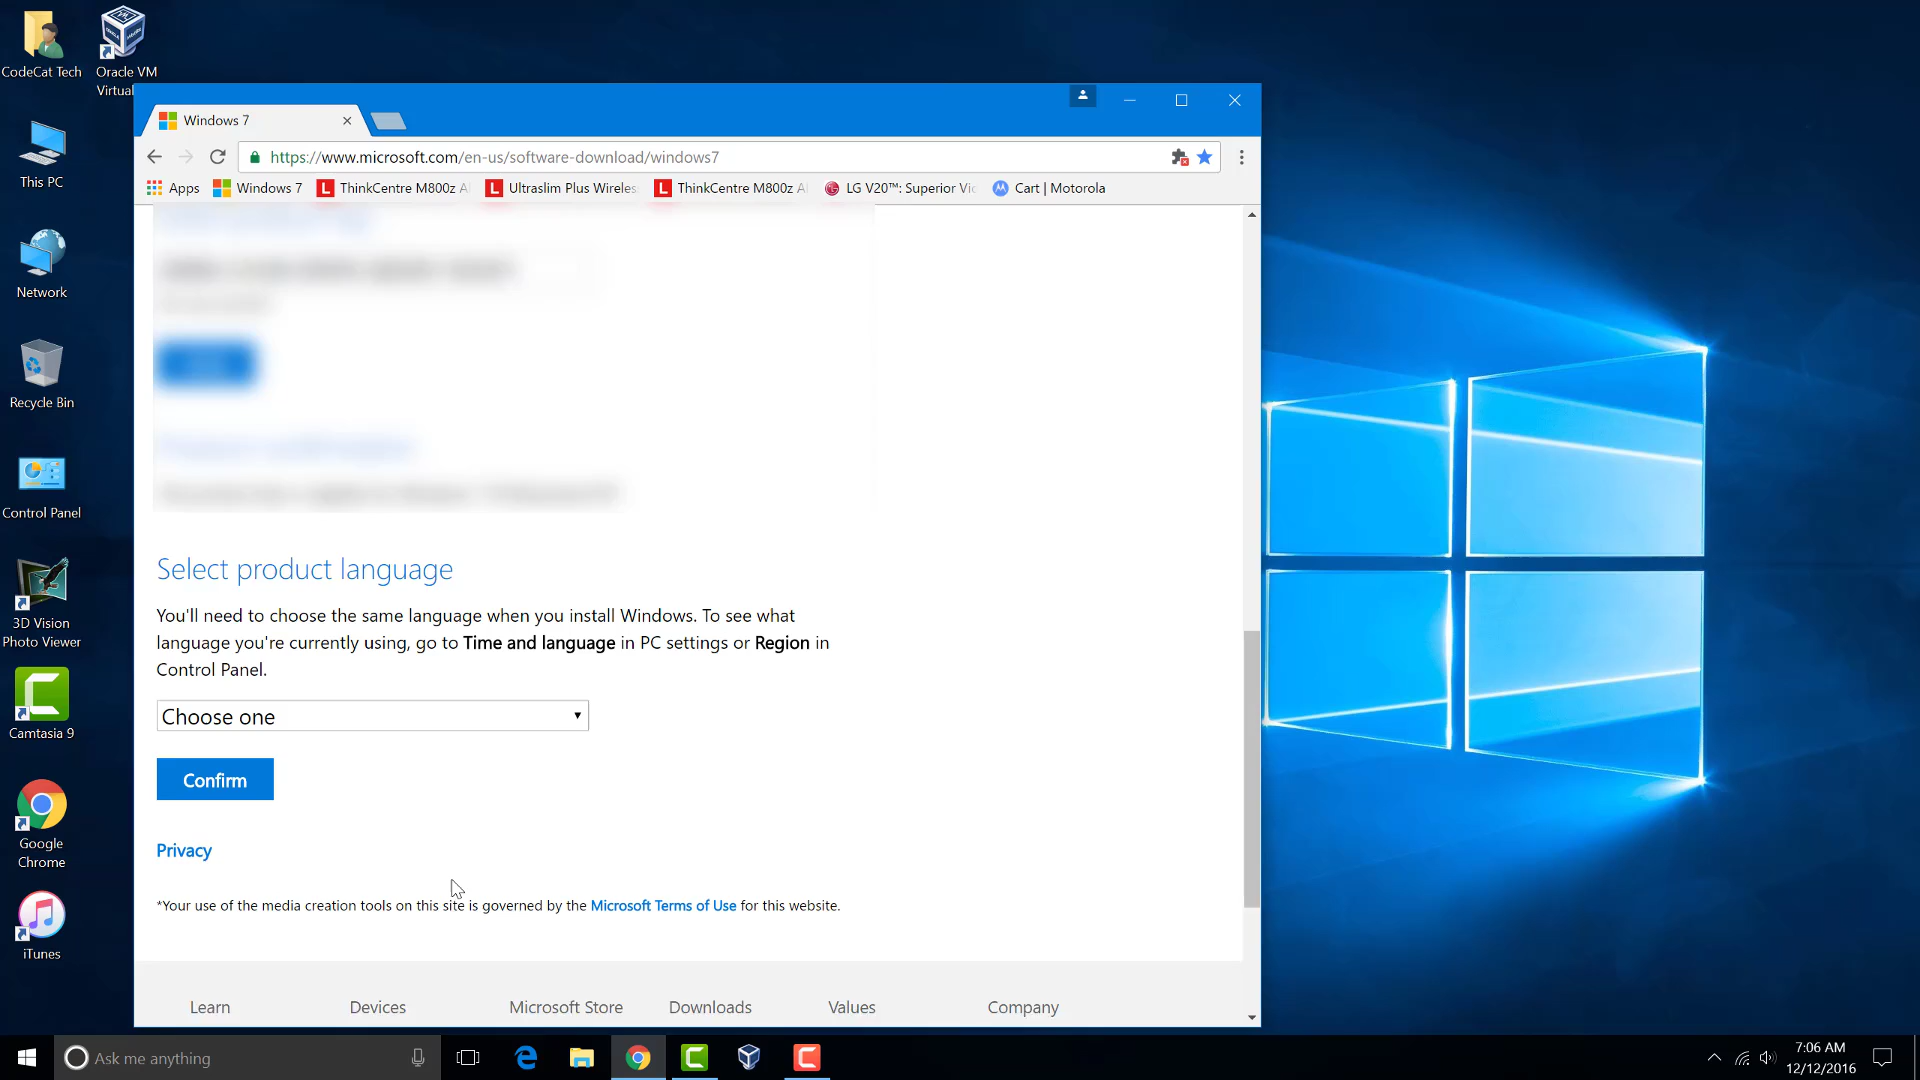 CodeCat Tech
Oracle VM
Virtual
This PC
Network
Recycle Bin
Control Panel
3D Vision
Photo Viewer
Camtasia 9
Google
Chrome
iTunes
Windows 7
https://www.microsoft.com/en-us/software-download/windows7
Apps
Windows 7
ThinkCentre M800z A
Ultraslim Plus Wireles
ThinkCentre M800z A
LG V20™: Superior Vi
Cart | Motorola
Select product language
You'll need to choose the same language when you install Windows. To see what
language you're currently using, go to Time and language in PC settings or Region in
Control Panel.
Choose one
Confirm
Privacy
*Your use of the media creation tools on this site is governed by the Microsoft Terms of Use for this website.
Learn
Devices
Microsoft Store
Downloads
Values
Company
Ask me anything
7:06 AM
12/12/2016